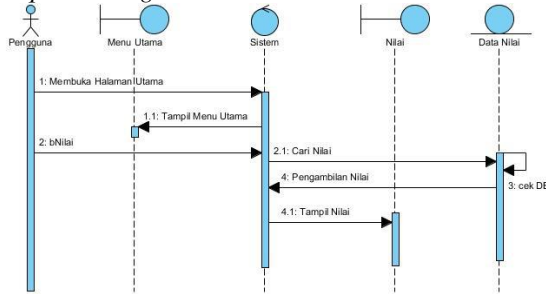 Pengguna
Menu Utama
Sistem
Nilai
Data Nilai
1: Membuka Halaman Utama
1.1: Tampil Menu Utama
2: bNilai
2.1: Cari Nilai
4: Pengambilan Nilai
3: cek DB
4.1: Tampil Nilai